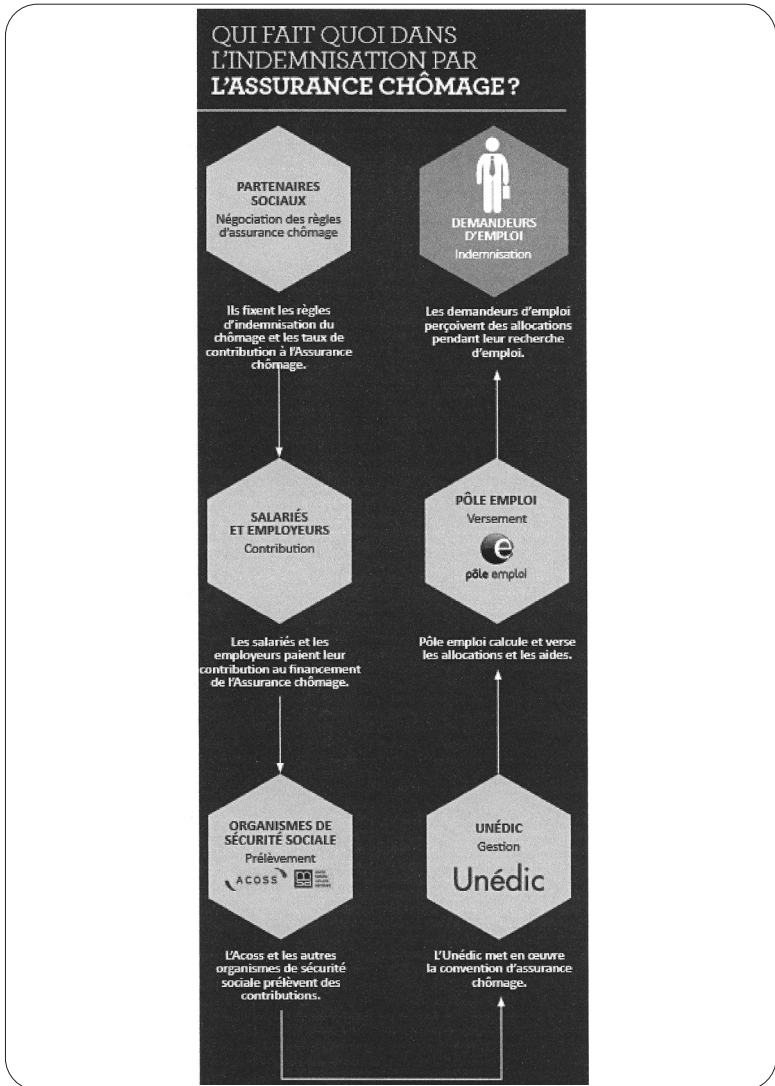 QUI FAIT QUOI DANS
L'INDEMNISATION PAR
L'ASSURANCE CHÔMAGE ?
PARTENAIRES
SOCIAUX
Négociation des règles
d'assurance chômage
Ils fixent les règles
d'indemnisation du
chômage et les taux de
contribution à l'Assurance
chômage.
SALARIÉS
ET EMPLOYEURS
Contribution
Les salariés et les
employeurs paient leur
contribution au financement
de l'Assurance chômage.
ORGANISMES DE
SÉCURITÉ SOCIALE
Prélèvement
ACOSS
L'Acoss et les autres
organismes de sécurité
sociale prélèvent des
contributions.
UNÉDIC
Gestion
Unédic
L'Unédic met en œuvre
la convention d'assurance
chômage.
PÔLE EMPLOI
Versement
pôle emploi
Pôle emploi calcule et verse
les allocations et les aides.
DEMANDEURS
D'EMPLOI
Indemnisation
Les demandeurs d'emploi
perçoivent des allocations
pendant leur recherche
d'emploi.